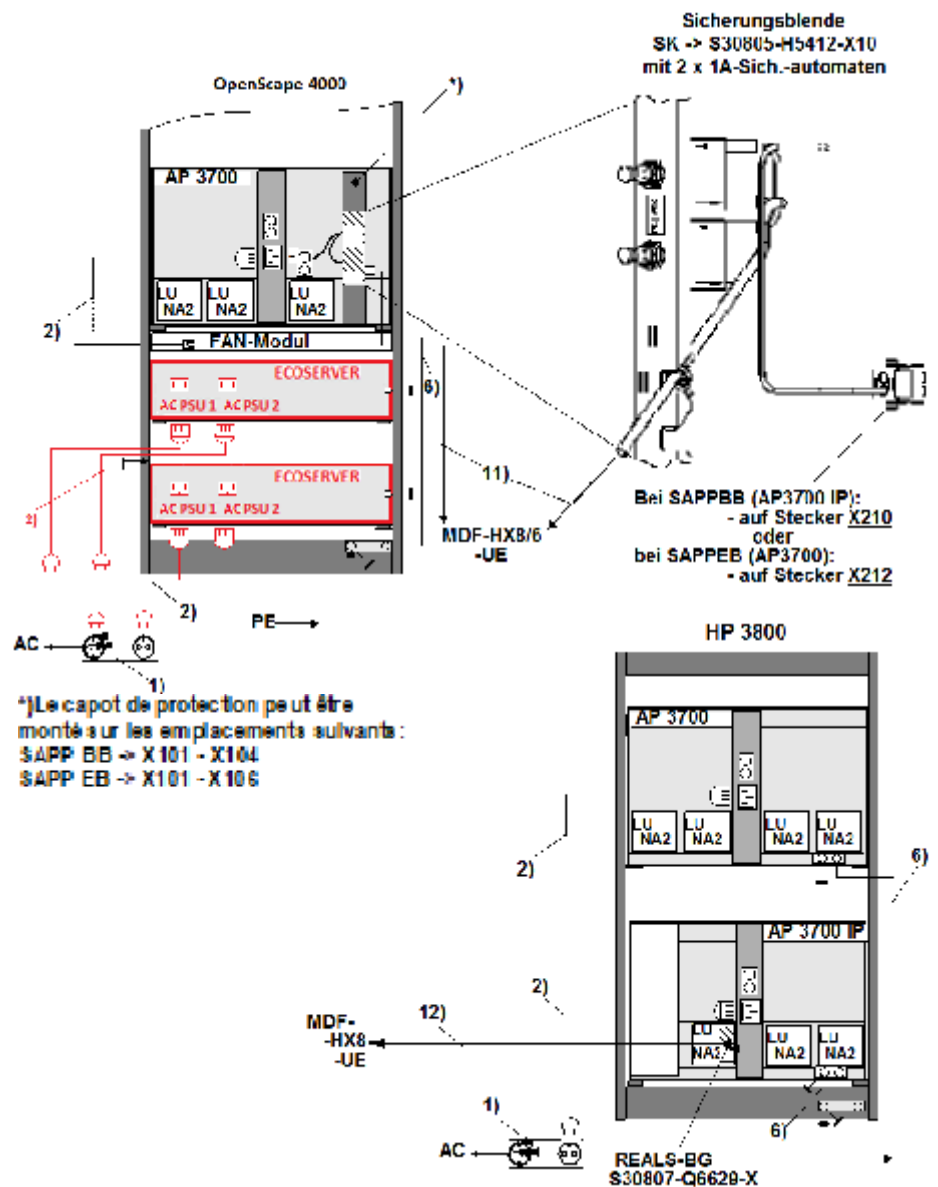 Sicherungsblende
SK -> S30805-H5412-X10
mit 2 x 1A-Sich.-automaten
OpenScape 4000
*)
AP 3700
LU
NA2
LU
NA2
LU
NA2
2)
FAN-Modul
ECOSERVER
AC PSU 1 AC PSU 2
6)
11)
2)
ECOSERVER
AC PSU 1 AC PSU 2
MDF-HX8/6
-UE
Bei SAPPBB (AP3700 IP):
- auf Stecker X210
oder
bei SAPPEB (AP3700):
- auf Stecker X212
2)
PE
AC
1)
*)Le capot de protection peut être
monté sur les emplacements suivants :
SAPP BB -> X101 - X104
SAPP EB -> X101 - X106
HP 3800
AP 3700
LU
NA2
LU
NA2
LU
NA2
LU
NA2
2)
6)
AP 3700 IP
2)
12)
MDF-
-HX8
-UE
LU
NA2
LU
NA2
LU
NA2
1)
6)
AC
REALS-BG
S30807-Q6629-X